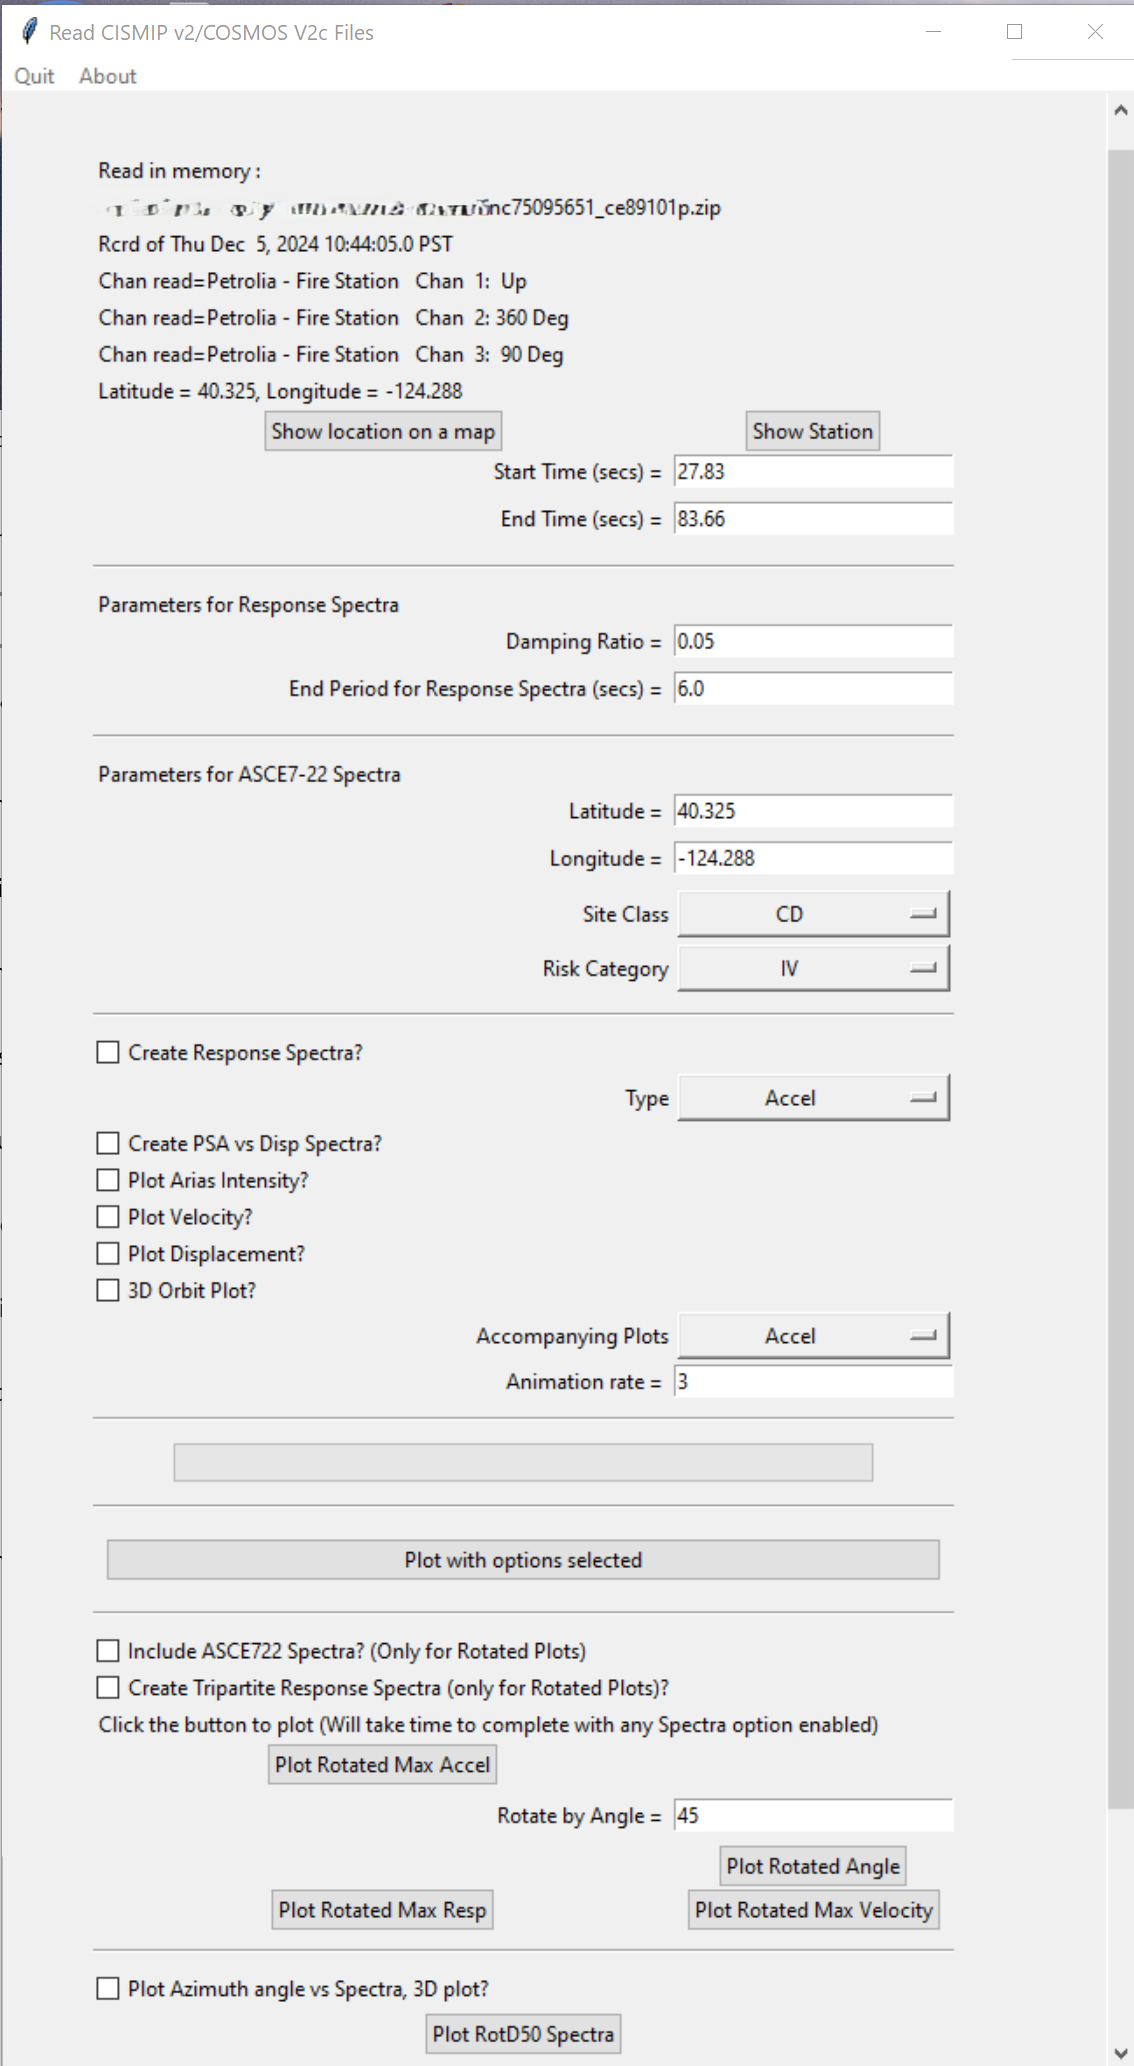 Read CISMIP v2/COSMOS V2c Files
Quit About
Read in memory :
nc75095651_ce89101p.zip
Rcrd of Thu Dec  5, 2024 10:44:05.0 PST
Chan read=Petrolia - Fire Station   Chan  1:  Up
Chan read=Petrolia - Fire Station   Chan  2: 360 Deg
Chan read=Petrolia - Fire Station   Chan  3:  90 Deg
Latitude = 40.325, Longitude = -124.288
Show location on a map Show Station
Start Time (secs) = 27.83
End Time (secs) = 83.66
Parameters for Response Spectra
Damping Ratio = 0.05
End Period for Response Spectra (secs) = 6.0
Parameters for ASCE7-22 Spectra
Latitude = 40.325
Longitude = -124.288
Site Class CD
Risk Category IV
Create Response Spectra?
Type Accel
Create PSA vs Disp Spectra?
Plot Arias Intensity?
Plot Velocity?
Plot Displacement?
3D Orbit Plot?
Accompanying Plots Accel
Animation rate = 3
Plot with options selected
Include ASCE722 Spectra? (Only for Rotated Plots)
Create Tripartite Response Spectra (only for Rotated Plots)?
Click the button to plot (Will take time to complete with any Spectra option enabled)
Plot Rotated Max Accel
Rotate by Angle = 45
Plot Rotated Angle
Plot Rotated Max Resp Plot Rotated Max Velocity
Plot Azimuth angle vs Spectra, 3D plot?
Plot RotD50 Spectra